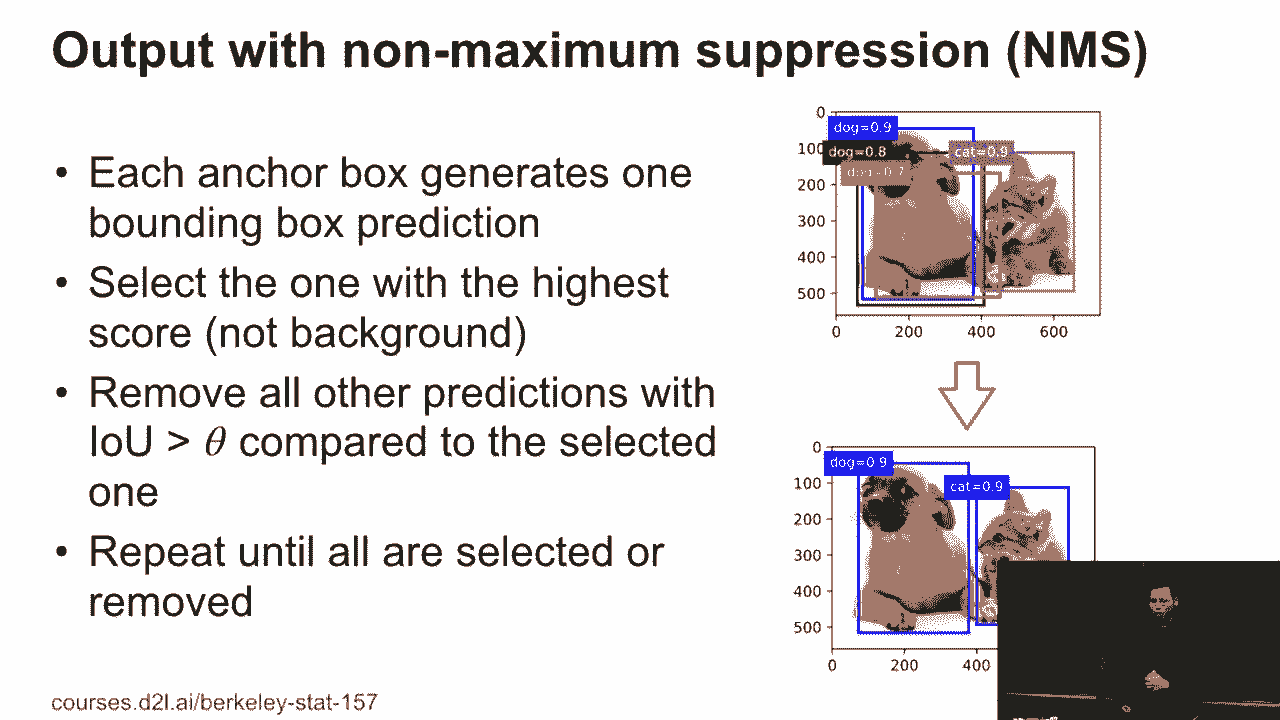 Output with non-maximum suppression (NMS)
• Each anchor box generates one
bounding box prediction
• Select the one with the highest
score (not background)
• Remove all other predictions with
IoU > θ compared to the selected
one
• Repeat until all are selected or
removed
0
100
200
300
400
500
dog=0.9
dog=0.8
dog=0.7
cat=0.9
0 200 400 600
0
100
200
300
400
500
dog=0.9
cat=0.9
0 200 400
courses.d2l.ai/berkeley-stat-157